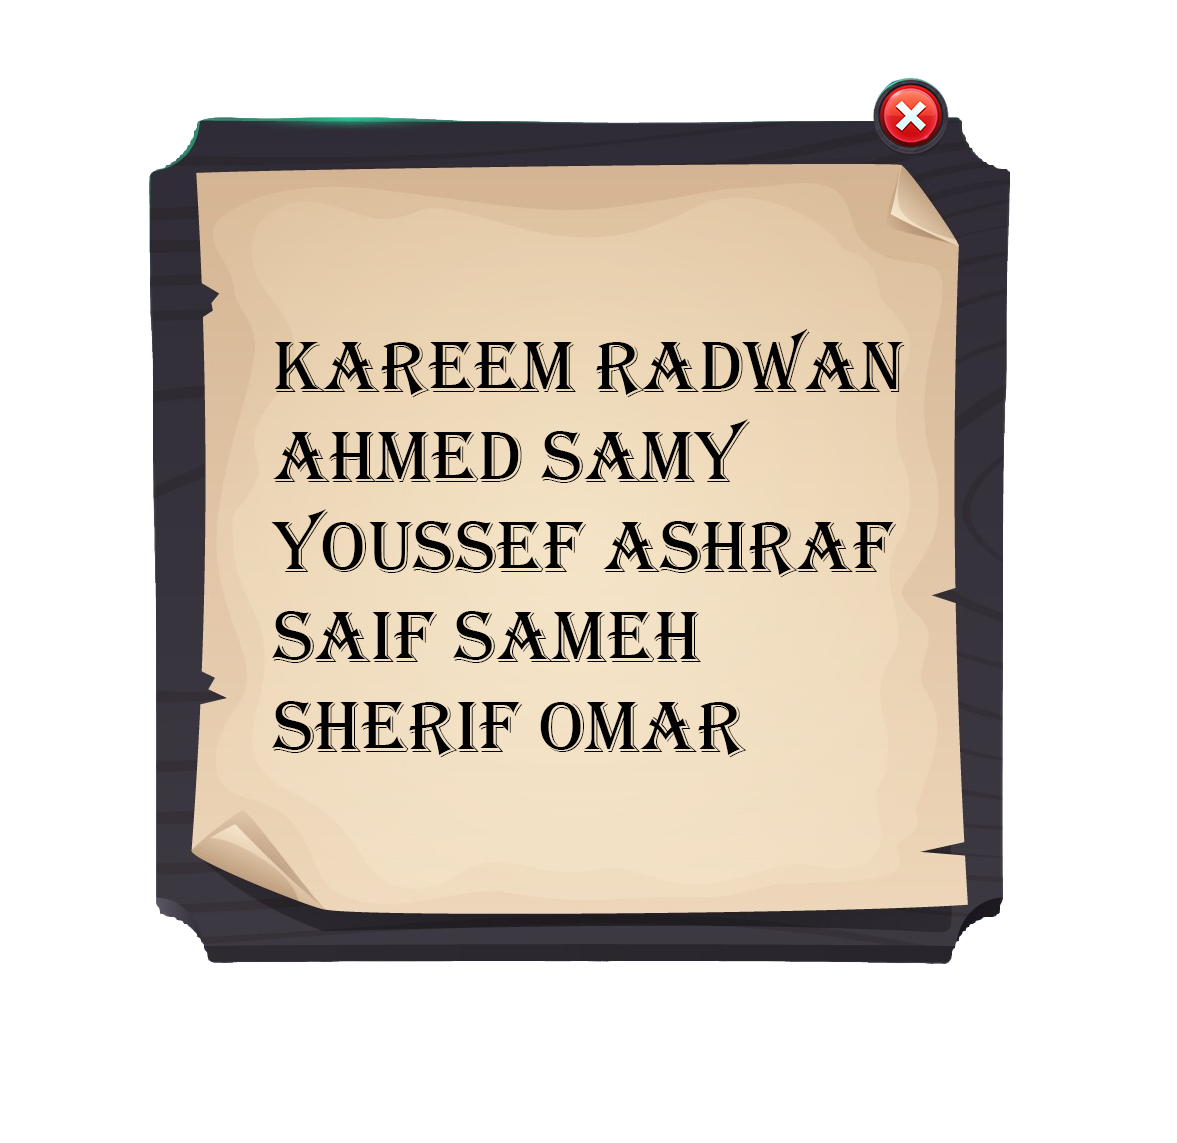 KAREEM RADWAN
AHMED SAMY
YOUSSEF ASHRAF
SAIF SAMEH
SHERIF OMAR